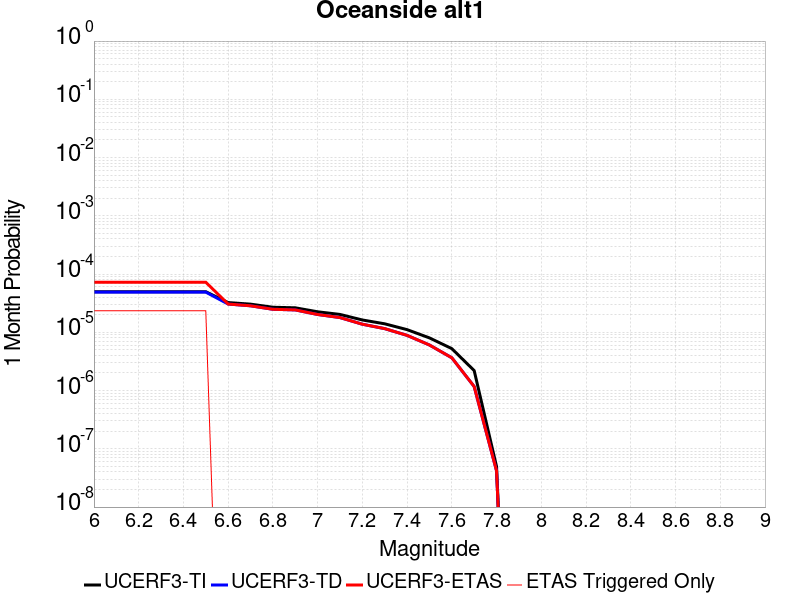 Oceanside alt1
10^0
10^-1
10^-2
10^-3
10^-4
10^-5
10^-6
10^-7
10^-8
1 Month Probability
6 6.2 6.4 6.6 6.8 7 7.2 7.4 7.6 7.8 8 8.2 8.4 8.6 8.8 9
Magnitude
UCERF3-TI UCERF3-TD UCERF3-ETAS ETAS Triggered Only